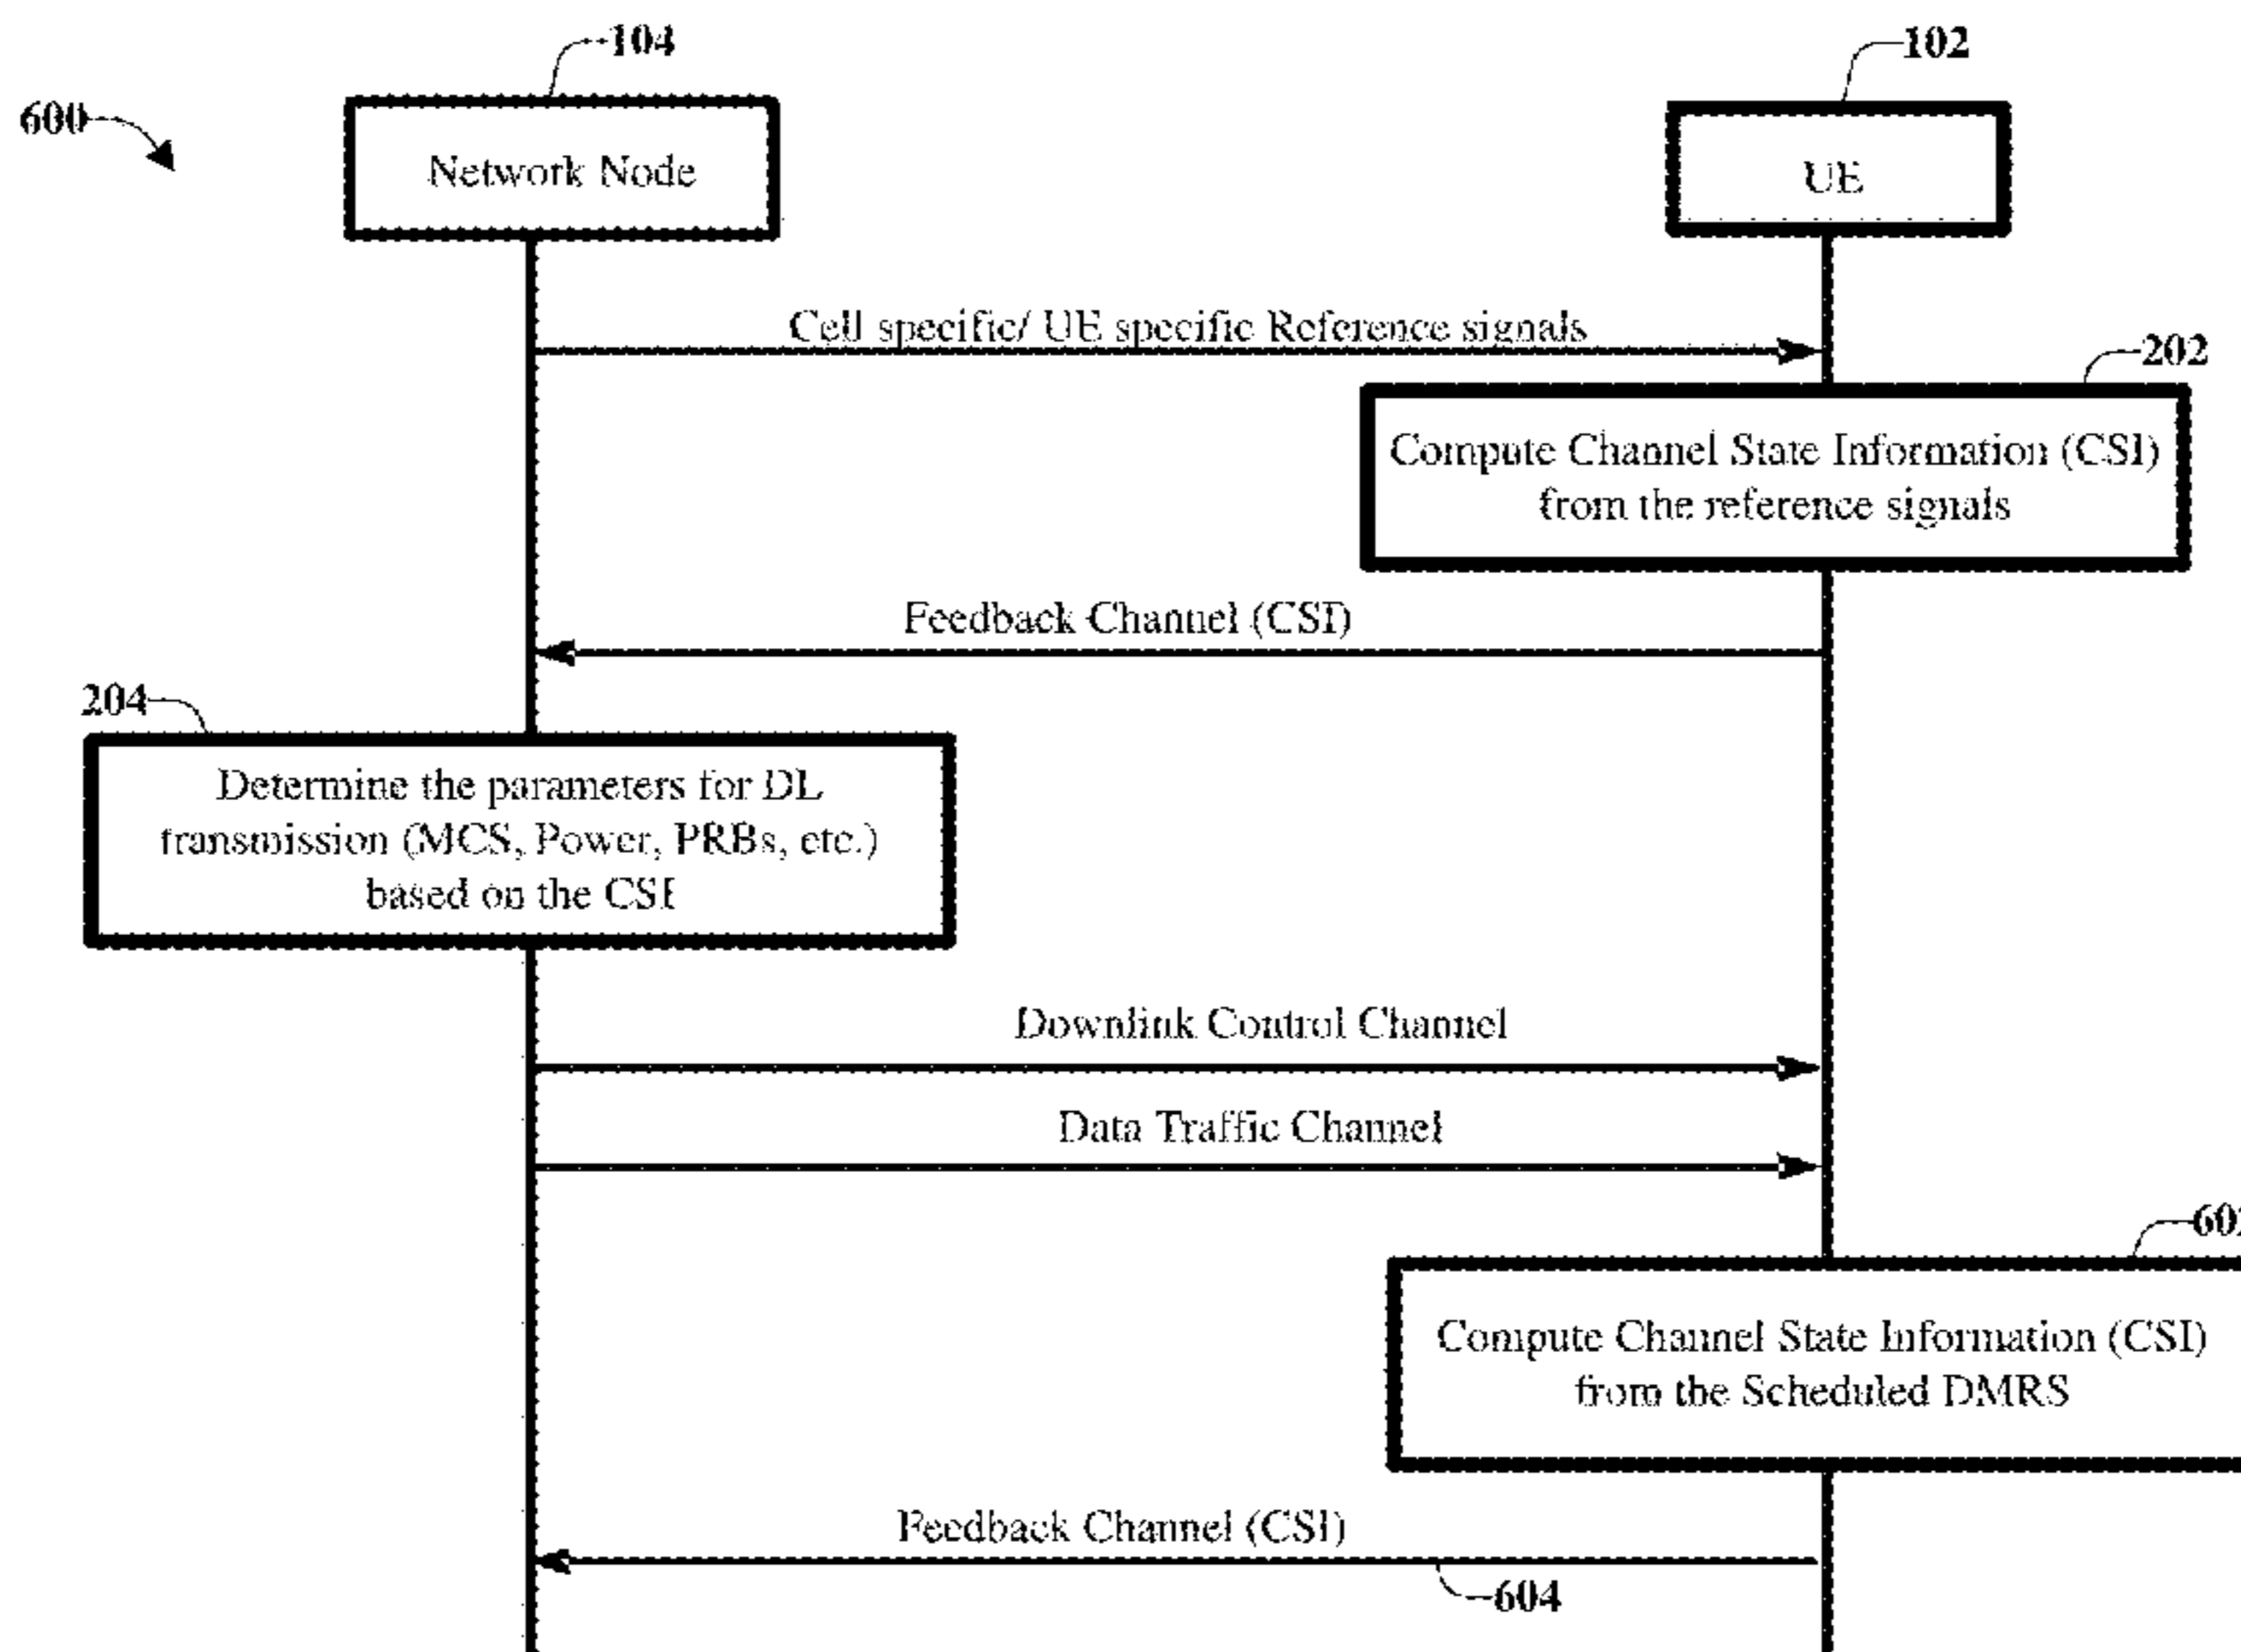 104
102
600
Network Node
UE
Cell specific/ UE specific Reference signals
202
Compute Channel State Information (CSI)
from the reference signals
Feedback Channel (CSI)
204
Determine the parameters for DL
transmission (MCS, Power, PRBs, etc.)
based on the CSI
Downlink Control Channel
Data Traffic Channel
602
Compute Channel State Information (CSI)
from the Scheduled DMRS
Feedback Channel (CSI)
604